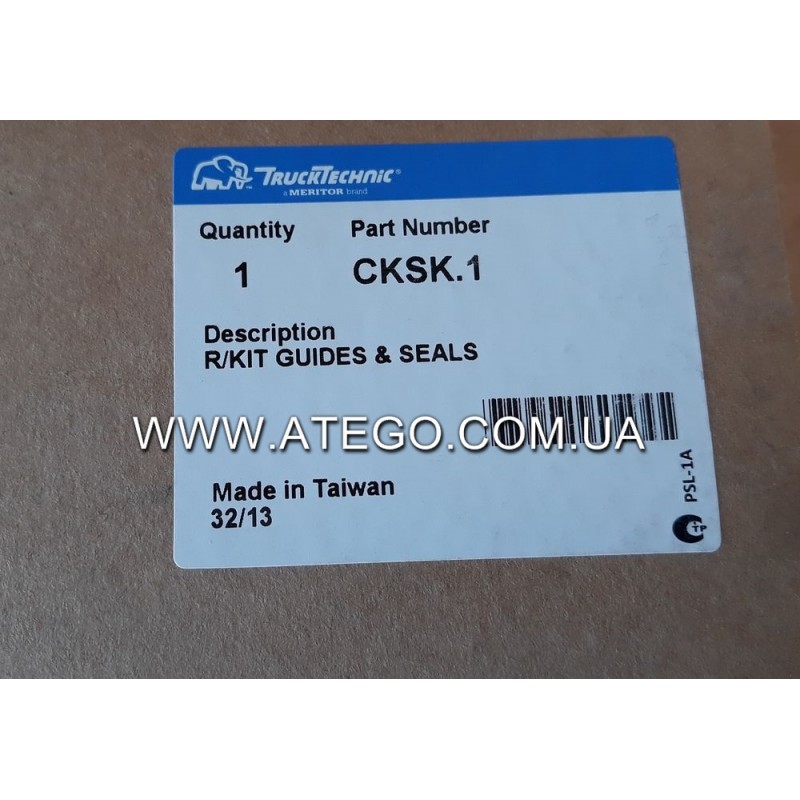 TRUCKTECHNIC®
a MERITOR brand
Quantity Part Number
1 CKSK.1
Description
R/KIT GUIDES & SEALS
WWW.ATEGO.COM.UA
Made in Taiwan
32/13
PSL-1A
TP